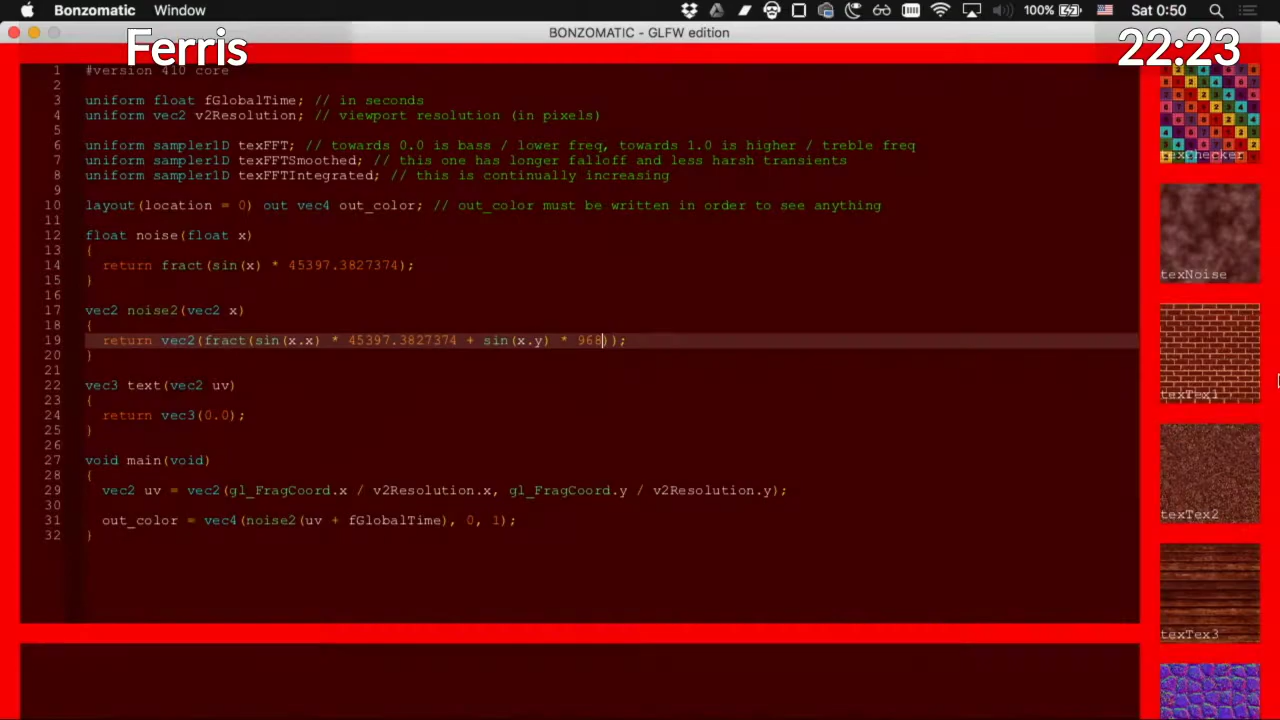 Bonzomatic Window 100% Sat 0:50
BONZOMATIC - GLFW edition
Ferris
22:23
1 #version 410 core
2
3 uniform float fGlobalTime; // in seconds
4 uniform vec2 v2Resolution; // viewport resolution (in pixels)
5
6 uniform sampler1D texFFT; // towards 0.0 is bass / lower freq, towards 1.0 is higher / treble freq
7 uniform sampler1D texFFTSmoothed; // this one has longer falloff and less harsh transients
8 uniform sampler1D texFFTIntegrated; // this is continually increasing
9
10 layout(location = 0) out vec4 out_color; // out_color must be written in order to see anything
11
12 float noise(float x)
13 {
14 return fract(sin(x) * 45397.3827374);
15 }
16
17 vec2 noise2(vec2 x)
18 {
19 return vec2(fract(sin(x.x) * 45397.3827374 + sin(x.y) * 968));
20 }
21
22 vec3 text(vec2 uv)
23 {
24 return vec3(0.0);
25 }
26
27 void main(void)
28 {
29 vec2 uv = vec2(gl_FragCoord.x / v2Resolution.x, gl_FragCoord.y / v2Resolution.y);
30
31 out_color = vec4(noise2(uv + fGlobalTime), 0, 1);
32 }
texChecker
texNoise
texTex1
texTex2
texTex3